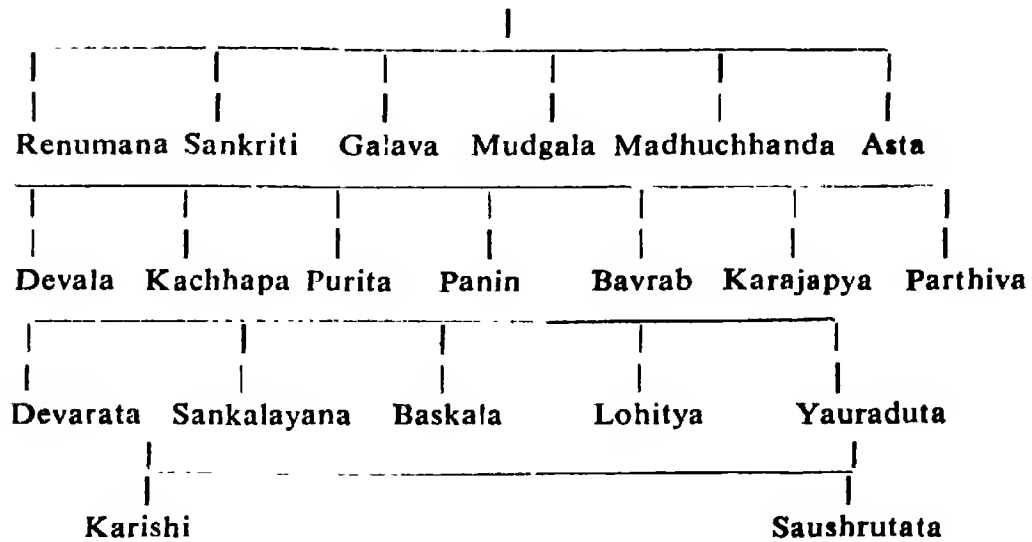 Renumana Sankriti Galava Mudgala Madhuchhanda Asta
Devala Kachhapa Purita Panin Bavrab Karajapya Parthiva
Devarata Sankalayana Baskala Lohitya Yauraduta
Karishi Saushrutata